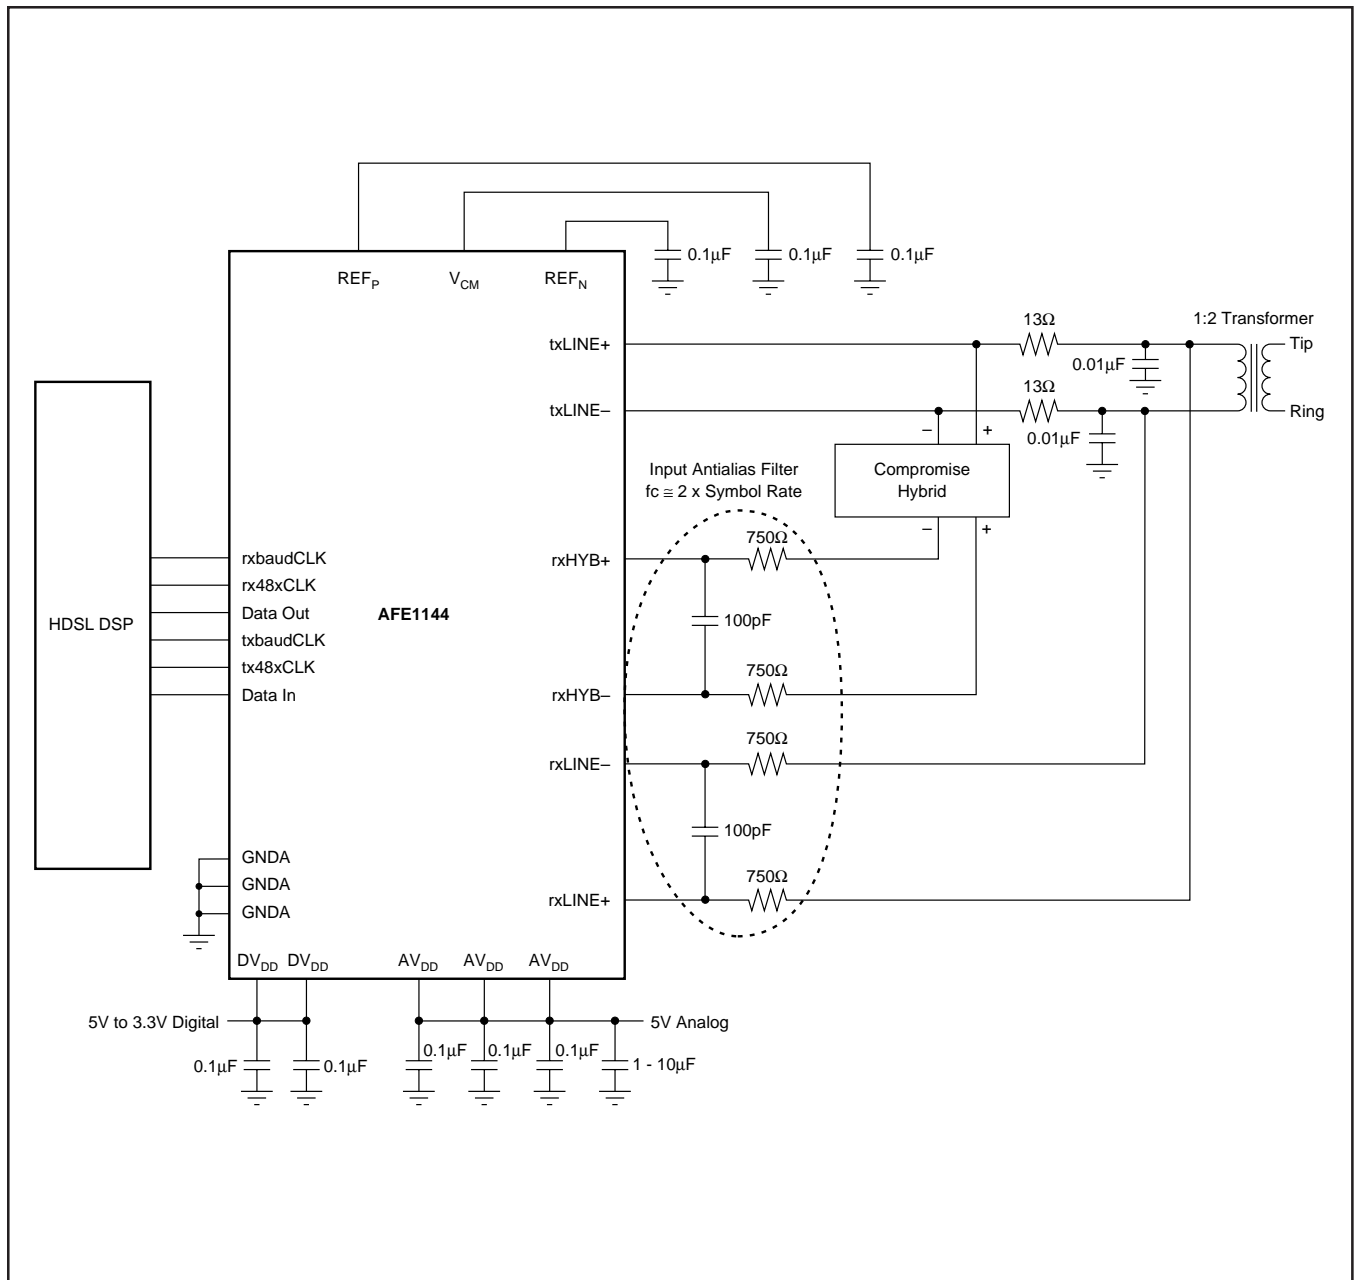 0.1µF
0.1µF
0.1µF
REFP
VCM
REFN
13Ω
1:2 Transformer
txLINE+
Tip
0.01µF
13Ω
txLINE–
Ring
– +
0.01µF
Input Antialias Filter
fc ≅ 2 x Symbol Rate
Compromise
Hybrid
– +
750Ω
rxHYB+
rxbaudCLK
rx48xCLK
Data Out
txbaudCLK
tx48xCLK
Data In
HDSL DSP
AFE1144
100pF
750Ω
rxHYB–
750Ω
rxLINE–
100pF
GNDA
GNDA
GNDA
750Ω
rxLINE+
DVDD DVDD
AVDD AVDD AVDD
5V to 3.3V Digital
5V Analog
0.1µF
0.1µF
0.1µF
0.1µF
0.1µF
1 - 10µF